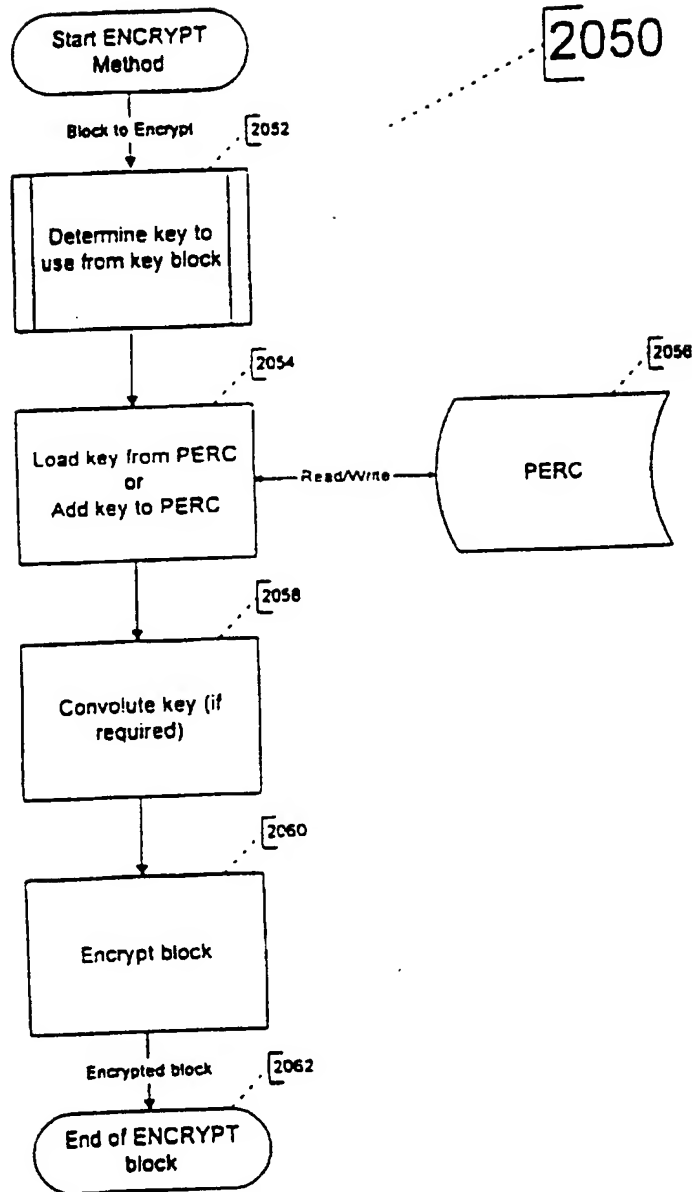 Start ENCRYPT
Method
2050
Block to Encrypt
2052
Determine key to
use from key block
2054
2056
Load key from PERC
or
Add key to PERC
Read/Write
PERC
2058
Convolute key (if
required)
2060
Encrypt block
Encrypted block
2062
End of ENCRYPT
block